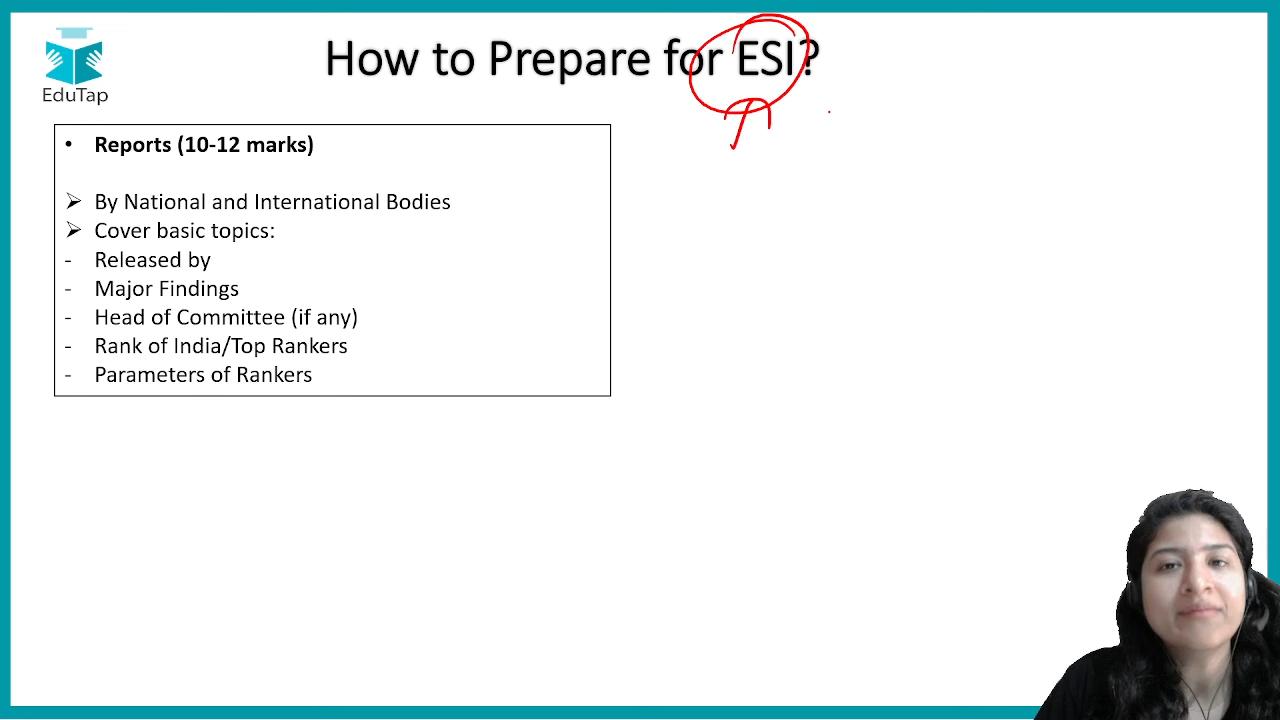 How to Prepare for ESI?
EduTap
• Reports (10-12 marks)
➢ By National and International Bodies
➢ Cover basic topics:
- Released by
- Major Findings
- Head of Committee (if any)
- Rank of India/Top Rankers
- Parameters of Rankers